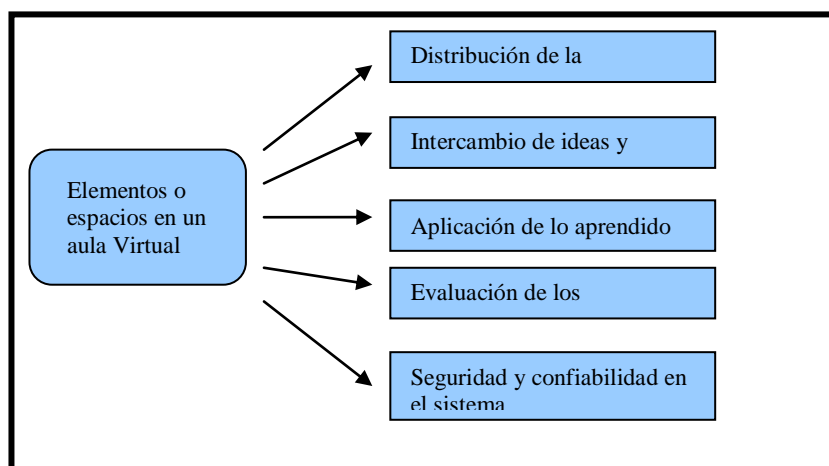 Elementos o
espacios en un
aula Virtual
Distribución de la
Intercambio de ideas y
Aplicación de lo aprendido
Evaluación de los
Seguridad y confiabilidad en
el sistema